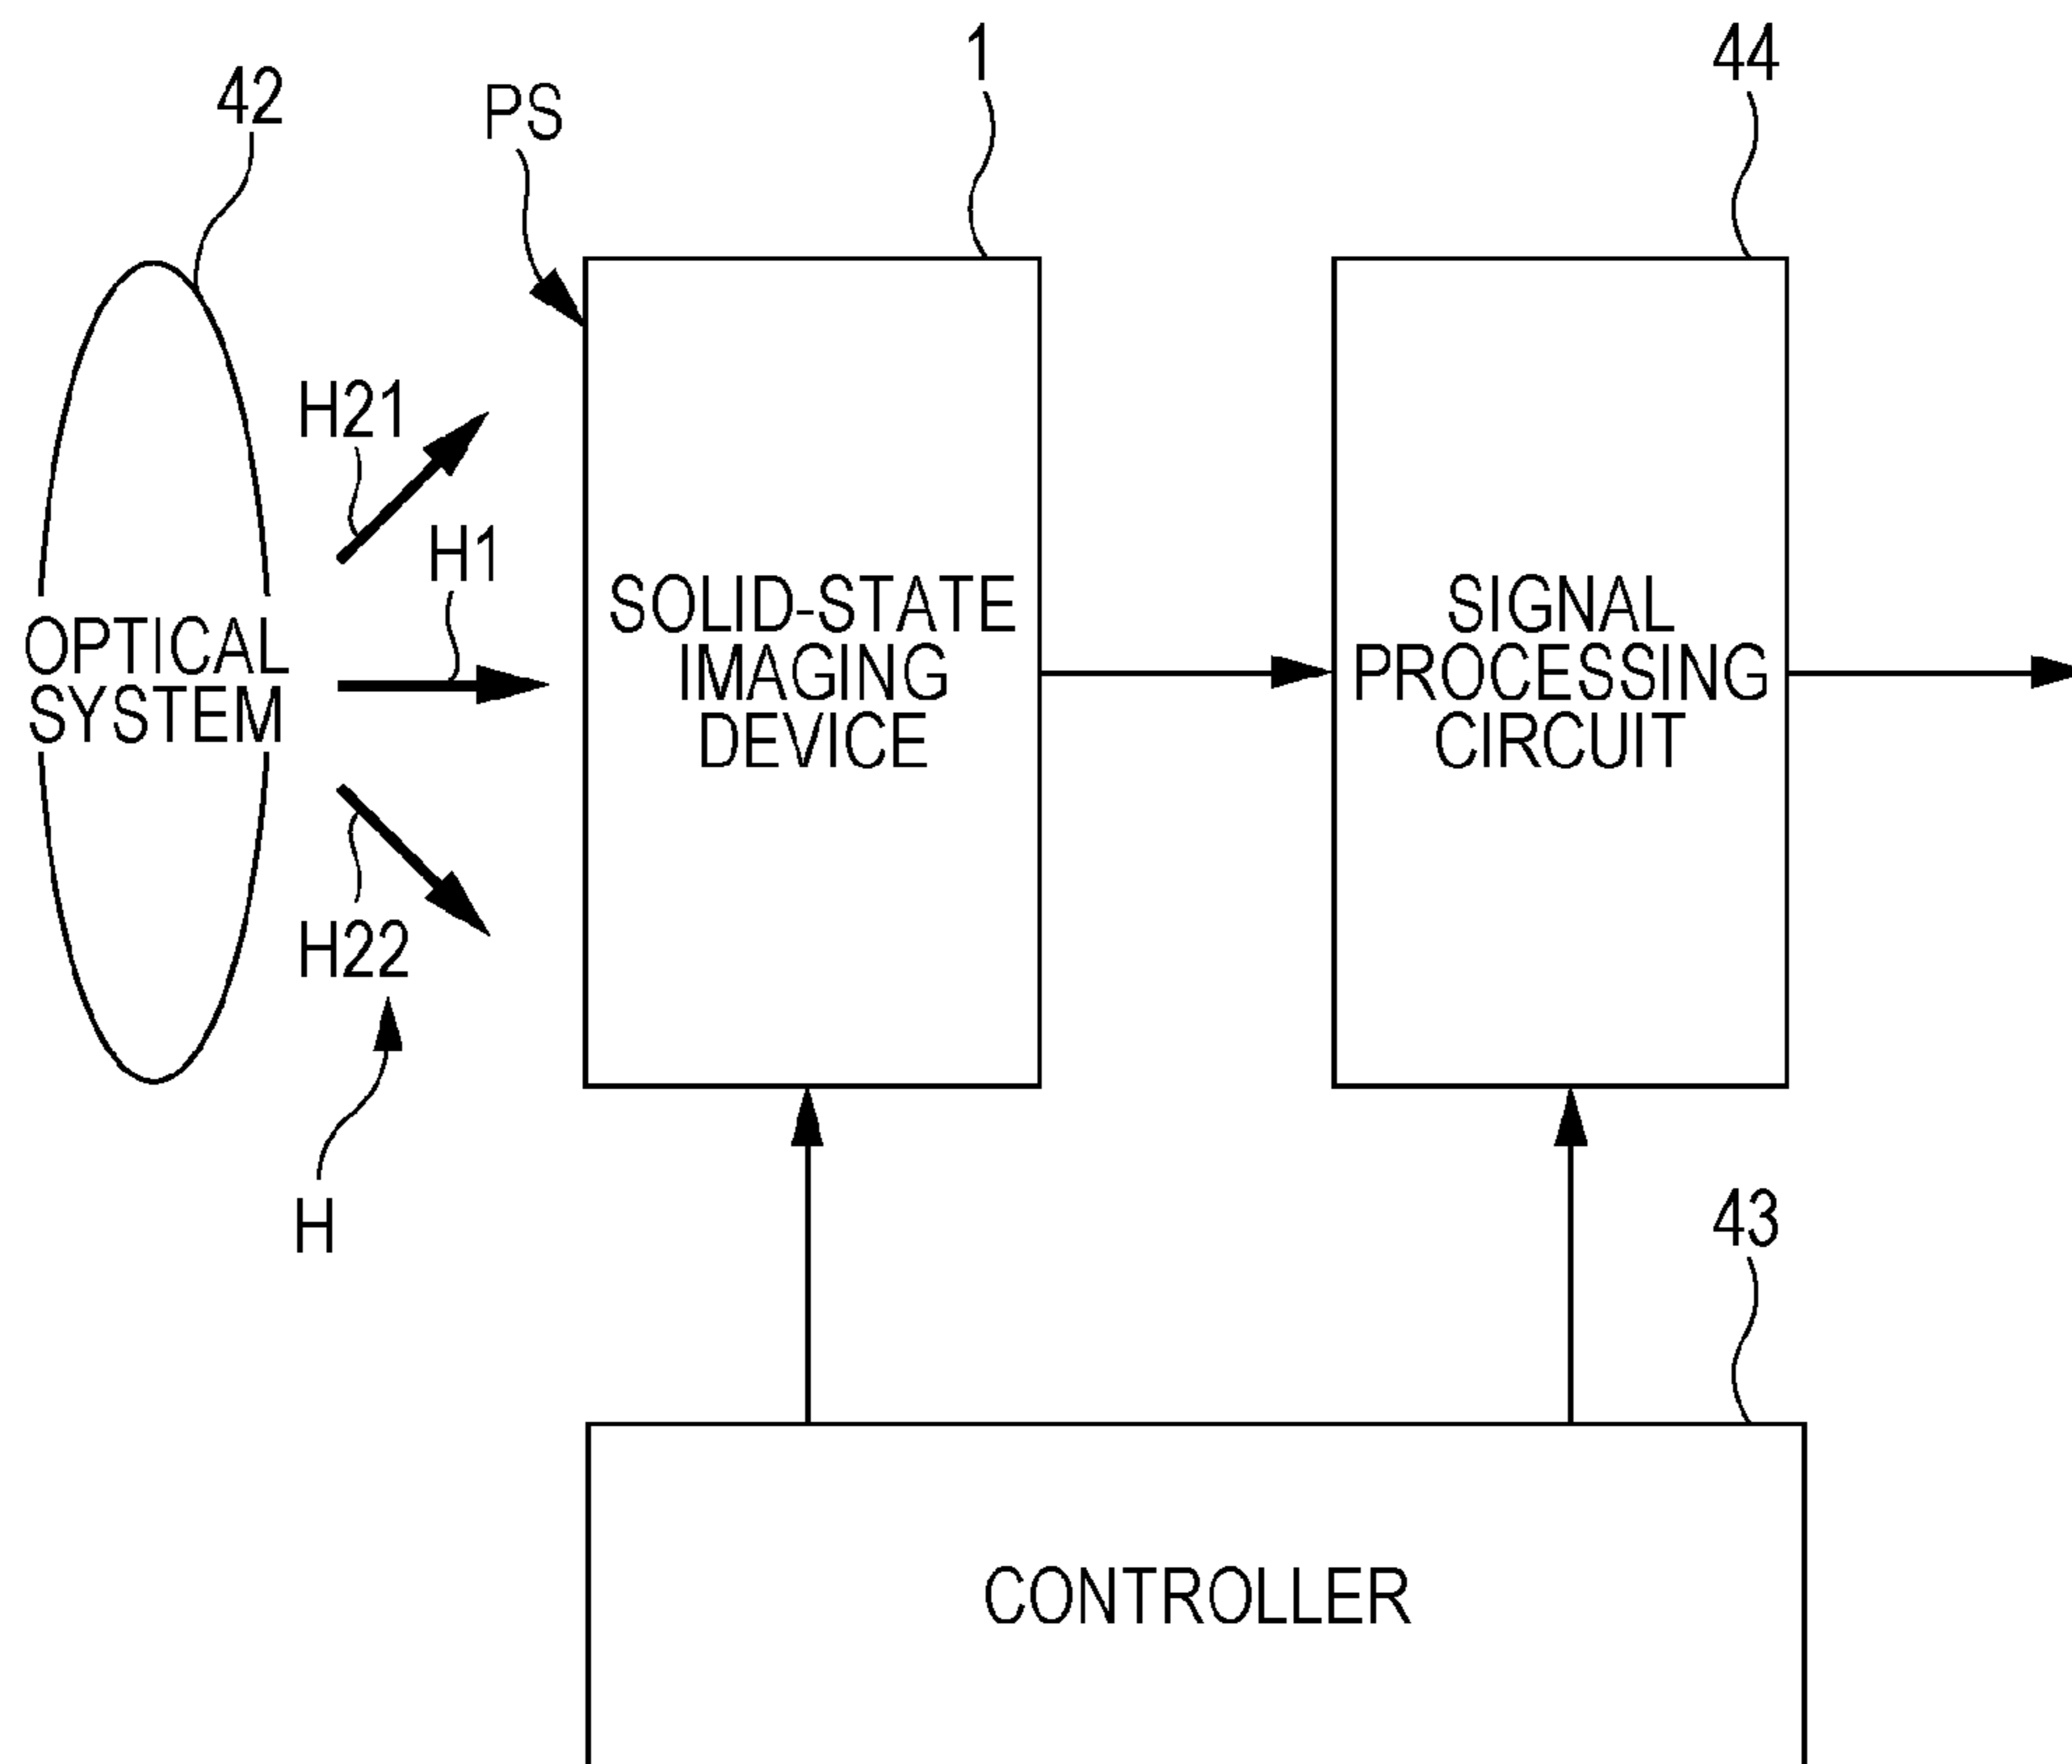 1
44
42
PS
H21
H1
OPTICAL
SYSTEM
SOLID-STATE
IMAGING
DEVICE
SIGNAL
PROCESSING
CIRCUIT
H22
H
43
CONTROLLER